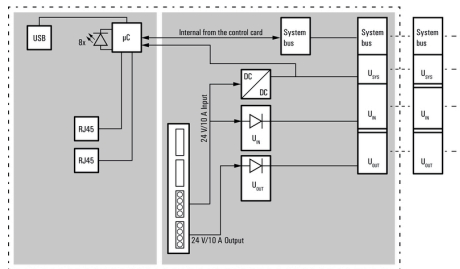 USB
8x
µC
Internal from the control card
System
bus
System
bus
System
bus
DC
DC
U_SYS
U_SYS
24 V/10 A Input
U_IN
U_IN
U_IN
RJ45
RJ45
U_OUT
U_OUT
U_OUT
24 V/10 A Output